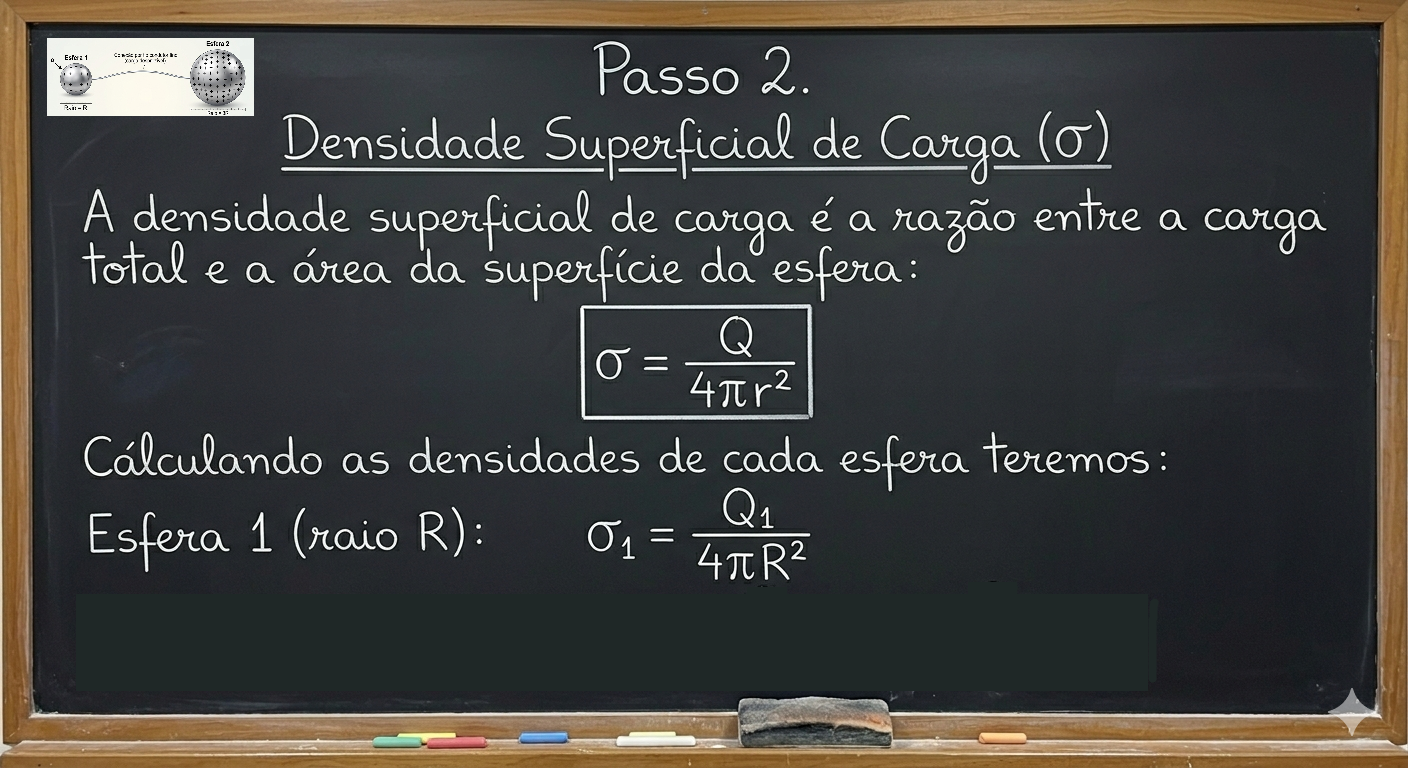 Esfera 1
Esfera 2
Raio = R
Passo 2.
Densidade Superficial de Carga (σ)
A densidade superficial de carga é a razão entre a carga
total e a área da superfície da esfera:
σ = Q / 4πr²
Cálculando as densidades de cada esfera teremos:
Esfera 1 (raio R): σ₁ = Q₁ / 4πR²